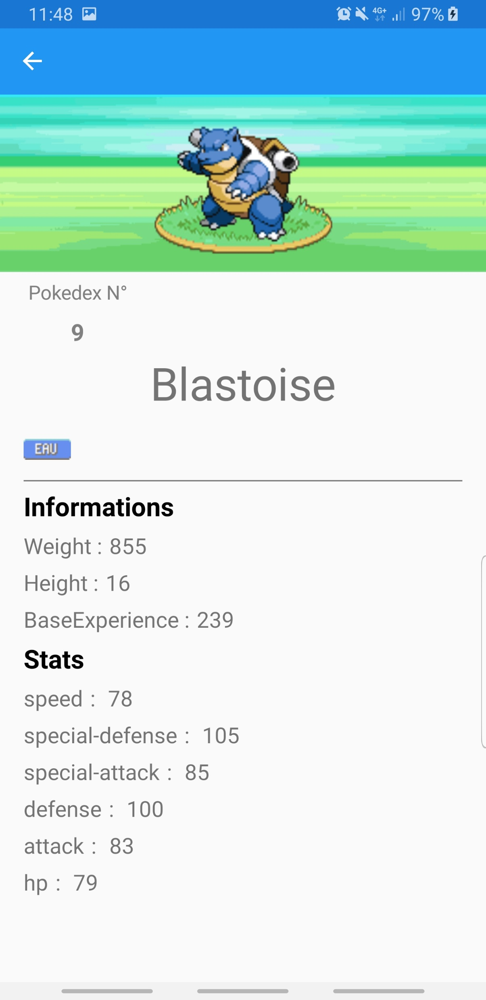 11:48 4G+ 97%
Pokedex N°
9
Blastoise
EAU
Informations
Weight : 855
Height : 16
BaseExperience : 239
Stats
speed :  78
special-defense :  105
special-attack :  85
defense :  100
attack :  83
hp :  79